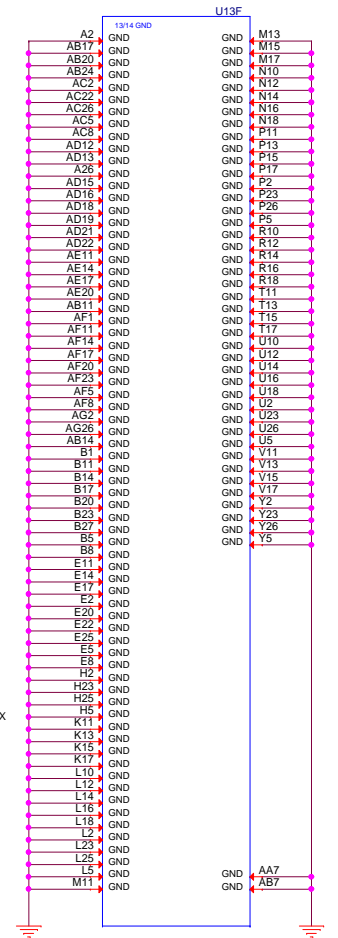 U13F
13/14 GND
A2 GND GND M13
AB17 GND GND M15
AB20 GND GND M17
AB24 GND GND N10
AC2 GND GND N12
AC22 GND GND N14
AC26 GND GND N16
AC5 GND GND N18
AC8 GND GND P11
AD12 GND GND P13
AD13 GND GND P15
A26 GND GND P17
AD15 GND GND P2
AD16 GND GND P23
AD18 GND GND P26
AD19 GND GND P5
AD21 GND GND R10
AD22 GND GND R12
AE11 GND GND R14
AE14 GND GND R16
AE17 GND GND R18
AE20 GND GND T11
AB11 GND GND T13
AF1 GND GND T15
AF11 GND GND T17
AF14 GND GND U10
AF17 GND GND U12
AF20 GND GND U14
AF23 GND GND U16
AF5 GND GND U18
AF8 GND GND U2
AG2 GND GND U23
AG26 GND GND U26
AB14 GND GND U5
B1 GND GND V11
B11 GND GND V13
B14 GND GND V15
B17 GND GND V17
B20 GND GND Y2
B23 GND GND Y23
B27 GND GND Y26
B5 GND GND Y5
B8 GND
E11 GND
E14 GND
E17 GND
E2 GND
E20 GND
E22 GND
E25 GND
E5 GND
E8 GND
H2 GND
H23 GND
H25 GND
H5 GND
X
K11 GND
K13 GND
K15 GND
K17 GND
L10 GND
L12 GND
L14 GND
L16 GND
L18 GND
L2 GND
L23 GND
L25 GND
L5 GND GND AA7
M11 GND GND AB7